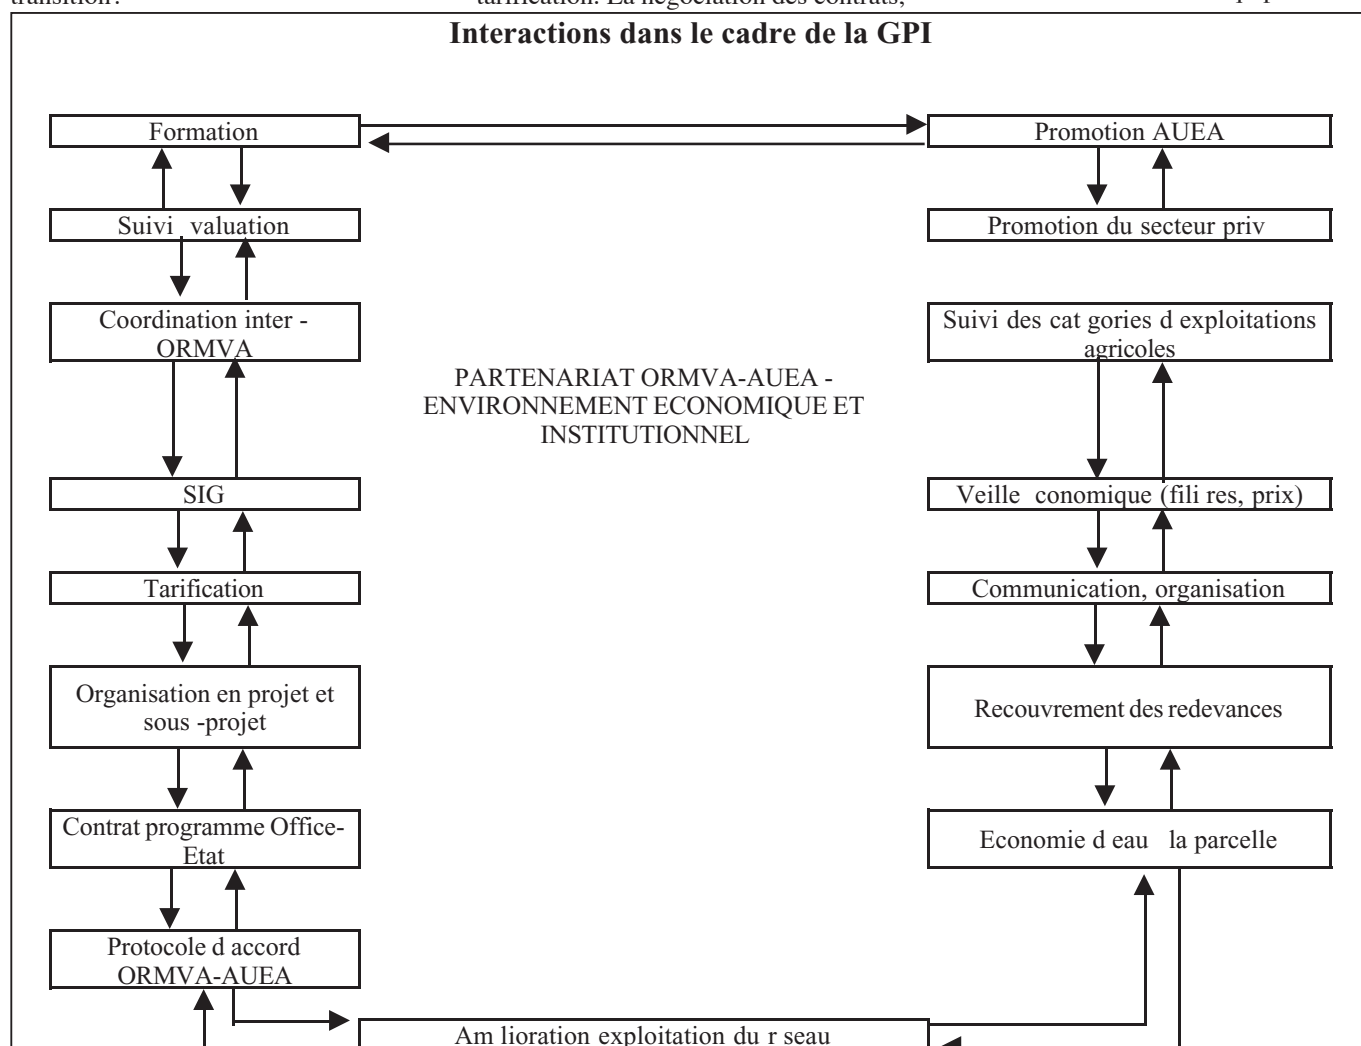 transition?
tarification. La négociation des contrats,
Interactions dans le cadre de la GPI
Formation
Promotion AUEA
Suivi valuation
Promotion du secteur priv
Coordination inter -
ORMVA
Suivi des cat gories d exploitations
agricoles
PARTENARIAT ORMVA-AUEA -
ENVIRONNEMENT ECONOMIQUE ET
INSTITUTIONNEL
SIG
Veille conomique (fili res, prix)
Tarification
Communication, organisation
Organisation en projet et
sous -projet
Recouvrement des redevances
Contrat programme Office-
Etat
Economie d eau la parcelle
Protocole d accord
ORMVA-AUEA
Am lioration exploitation du r seau